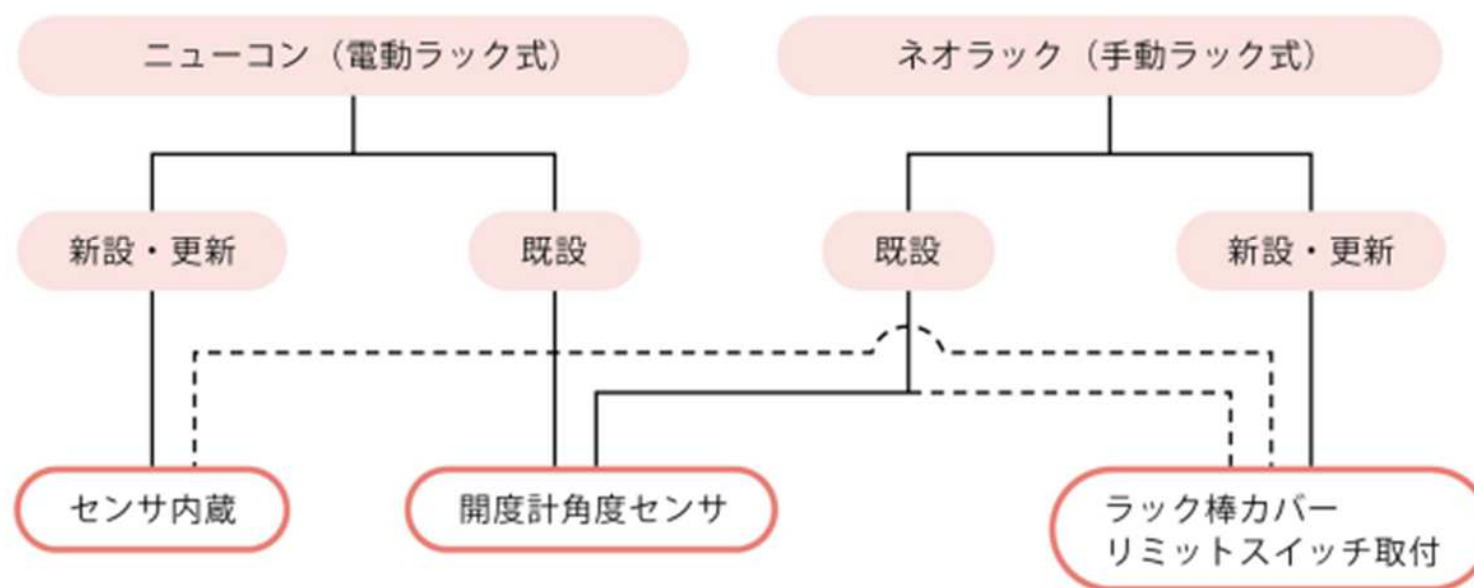 ニューコン（電動ラック式）
ネオラック（手動ラック式）
新設・更新
既設
既設
新設・更新
センサ内蔵
開度計角度センサ
ラック棒カバー
リミットスイッチ取付